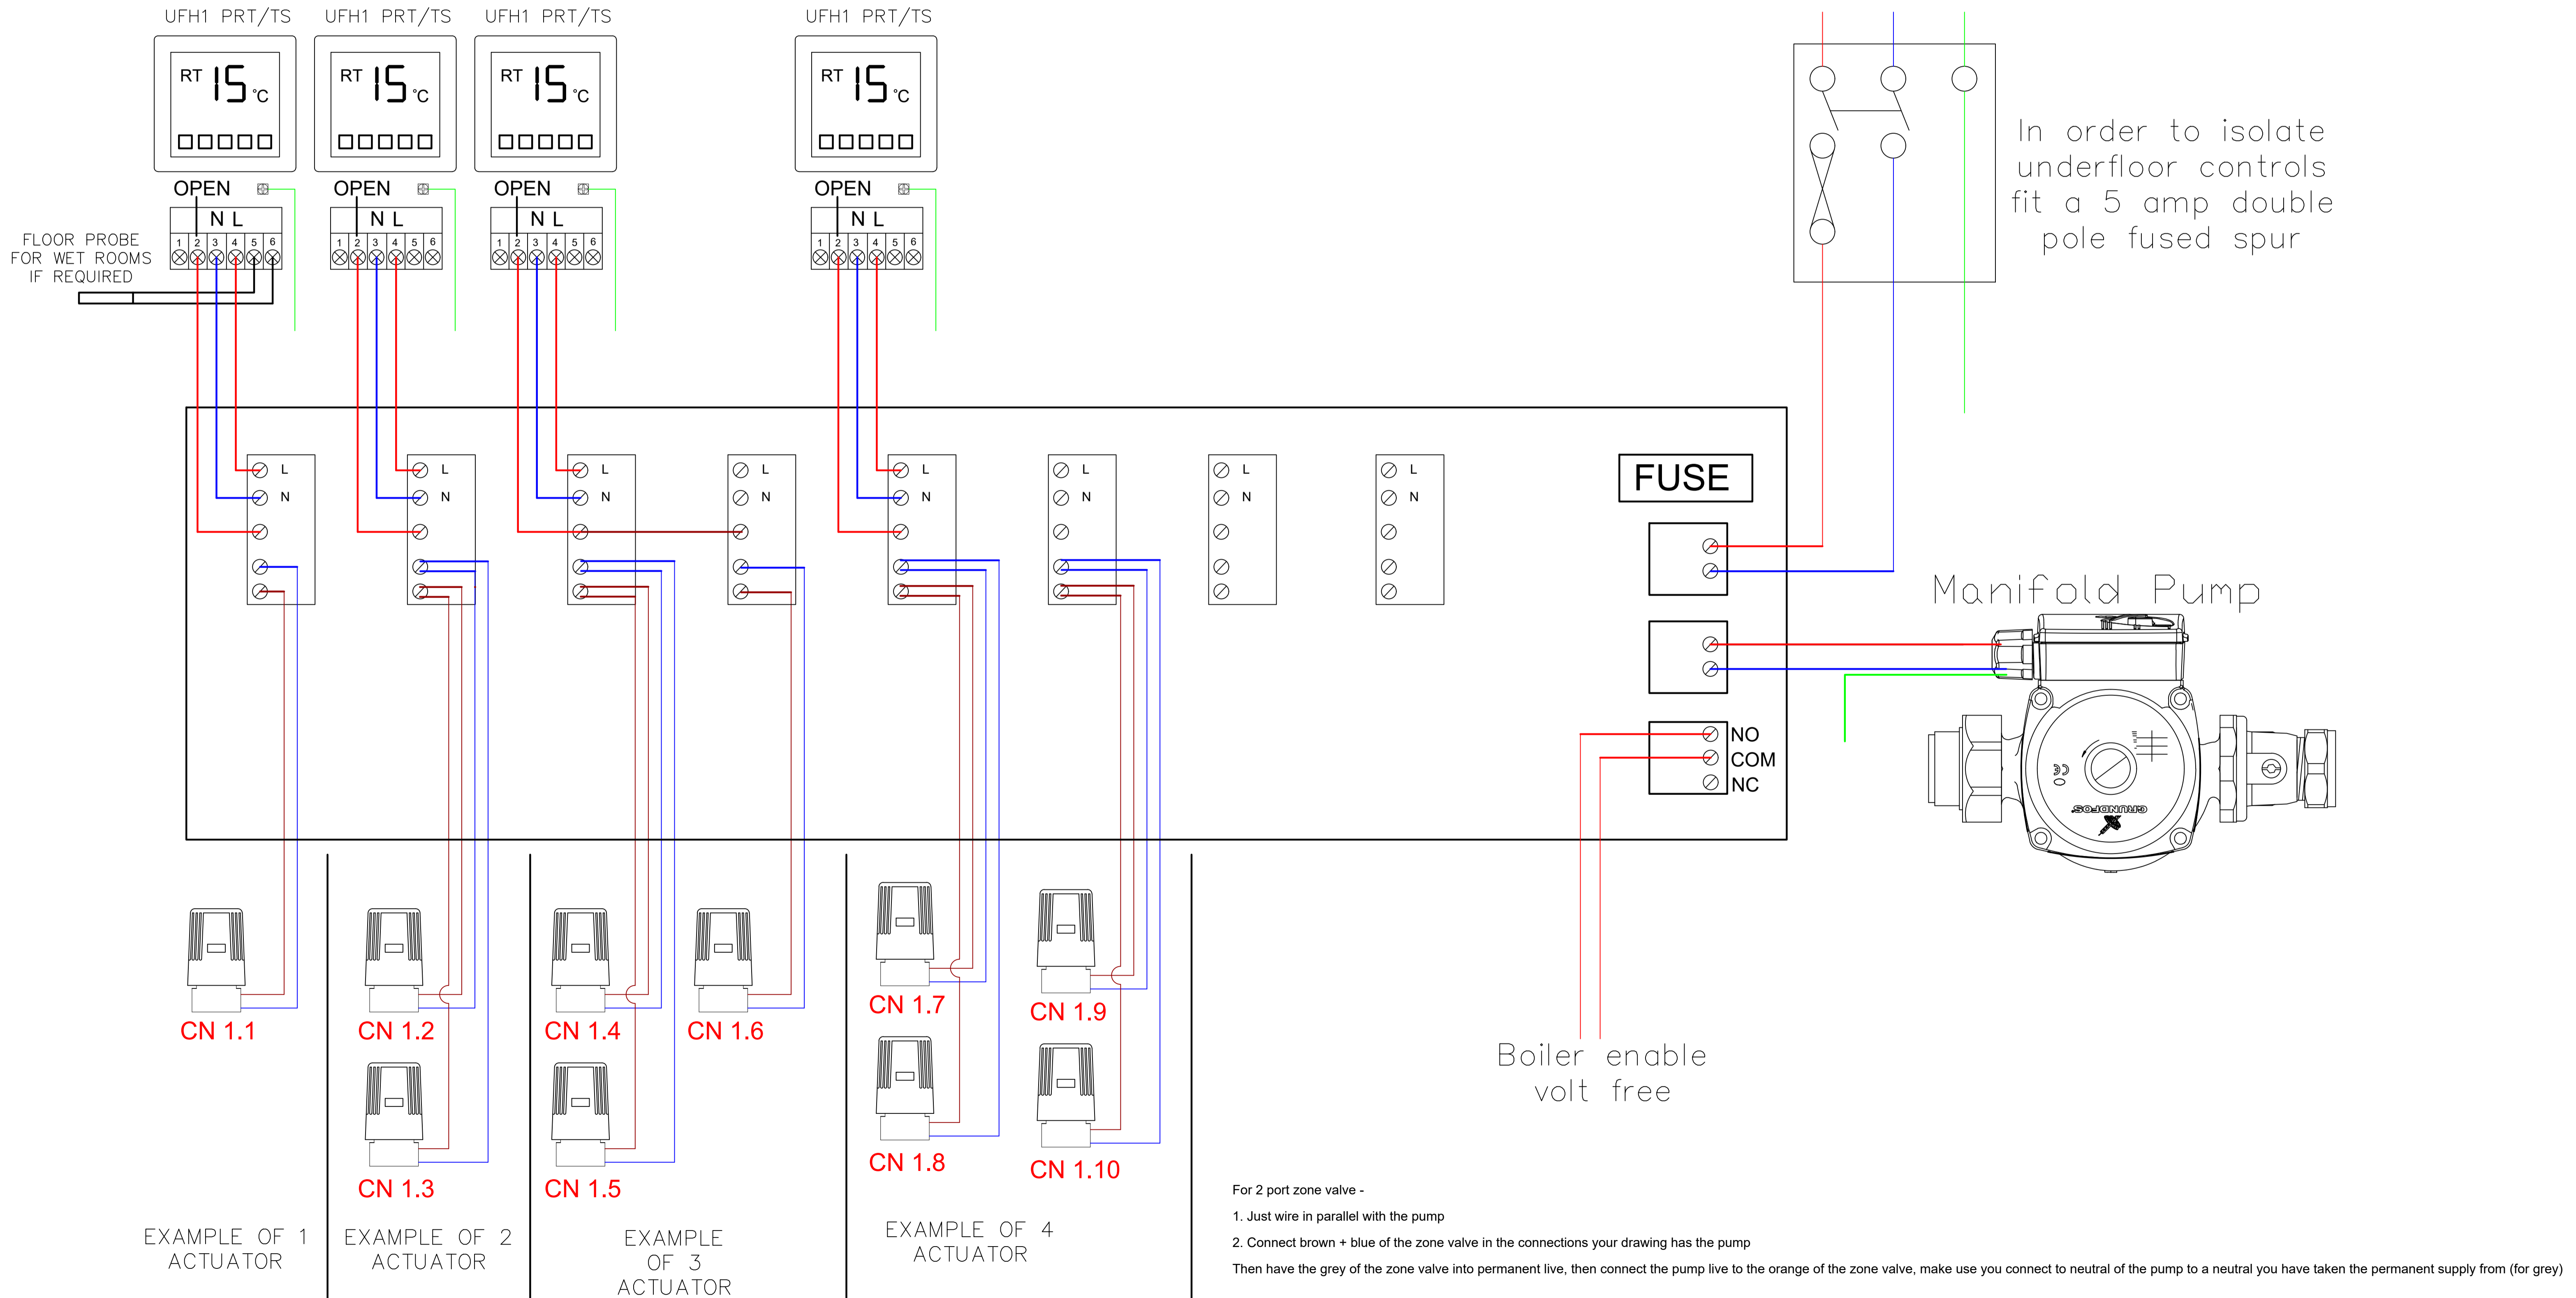 UFH1 PRT/TS
UFH1 PRT/TS
UFH1 PRT/TS
UFH1 PRT/TS
RT 15 °C
RT 15 °C
RT 15 °C
RT 15 °C
OPEN
OPEN
OPEN
OPEN
N L
N L
N L
N L
1 2 3 4 5 6
1 2 3 4 5 6
1 2 3 4 5 6
1 2 3 4 5 6
FLOOR PROBE
FOR WET ROOMS
IF REQUIRED
In order to isolate
underfloor controls
fit a 5 amp double
pole fused spur
L
N
L
N
L
N
L
N
L
N
L
N
L
N
L
N
FUSE
Manifold Pump
NO
COM
NC
GRUNDFOS
CE
CN 1.1
CN 1.2
CN 1.3
CN 1.4
CN 1.5
CN 1.6
CN 1.7
CN 1.8
CN 1.9
CN 1.10
Boiler enable
volt free
EXAMPLE OF 1
ACTUATOR
EXAMPLE OF 2
ACTUATOR
EXAMPLE
OF 3
ACTUATOR
EXAMPLE OF 4
ACTUATOR
For 2 port zone valve -
1. Just wire in parallel with the pump
2. Connect brown + blue of the zone valve in the connections your drawing has the pump
Then have the grey of the zone valve into permanent live, then connect the pump live to the orange of the zone valve, make use you connect to neutral of the pump to a neutral you have taken the permanent supply from (for grey)